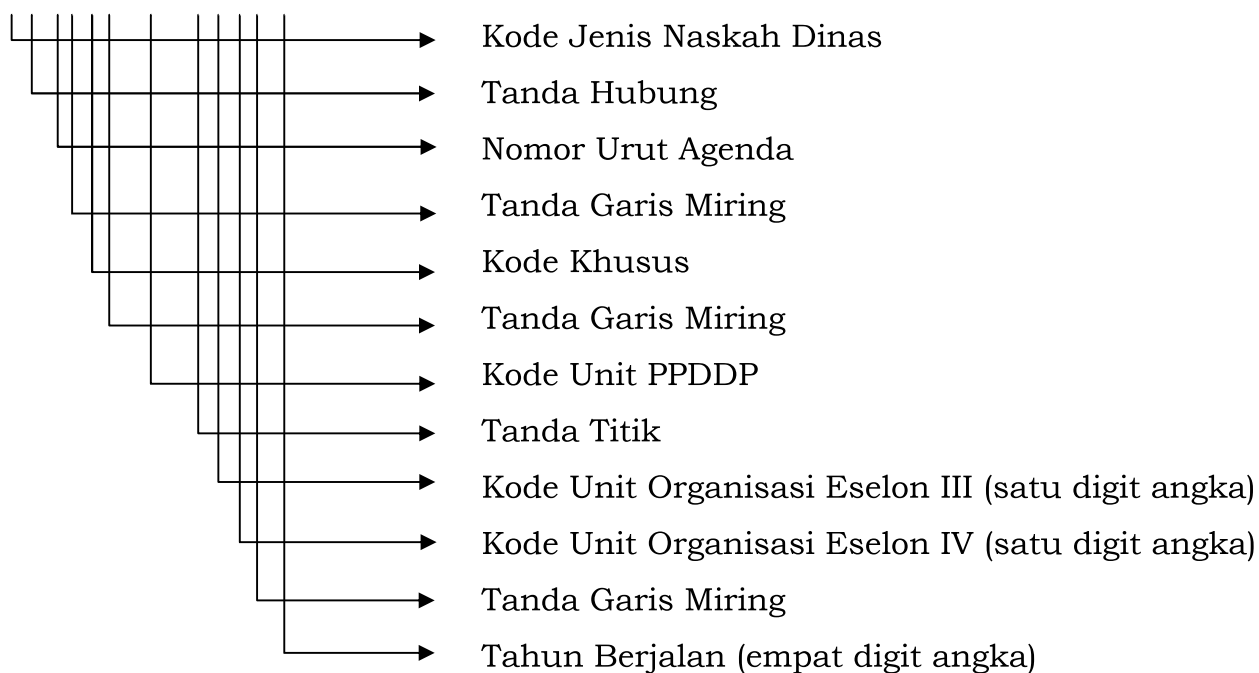 Kode Jenis Naskah Dinas
Tanda Hubung
Nomor Urut Agenda
Tanda Garis Miring
Kode Khusus
Tanda Garis Miring
Kode Unit PPDDP
Tanda Titik
Kode Unit Organisasi Eselon III (satu digit angka)
Kode Unit Organisasi Eselon IV (satu digit angka)
Tanda Garis Miring
Tahun Berjalan (empat digit angka)